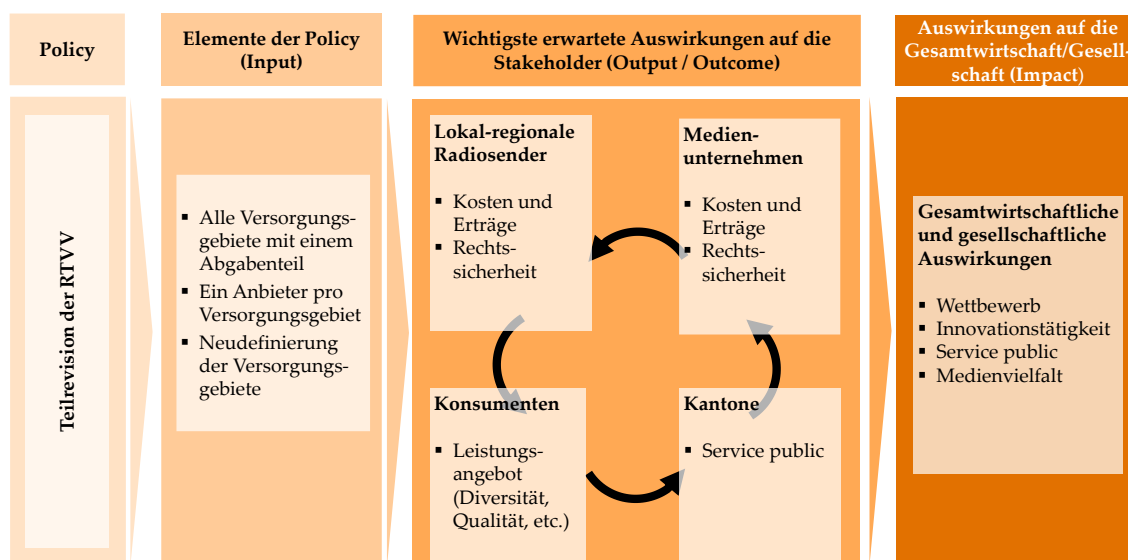 Policy
Elemente der Policy
(Input)
Wichtigste erwartete Auswirkungen auf die
Stakeholder (Output / Outcome)
Auswirkungen auf die
Gesamtwirtschaft/Gesell-
schaft (Impact)
Teilrevision der RTVV
▪ Alle Versorgungs-
gebiete mit einem
Abgabenteil
▪ Ein Anbieter pro
Versorgungsgebiet
▪ Neudefinierung
der Versorgungs-
gebiete
Lokal-regionale
Radiosender
▪ Kosten und
Erträge
▪ Rechts-
sicherheit
Medien-
unternehmen
▪ Kosten und
Erträge
▪ Rechts-
sicherheit
Konsumenten
▪ Leistungs-
angebot
(Diversität,
Qualität, etc.)
Kantone
▪ Service public
Gesamtwirtschaftliche
und gesellschaftliche
Auswirkungen
▪ Wettbewerb
▪ Innovationstätigkeit
▪ Service public
▪ Medienvielfalt